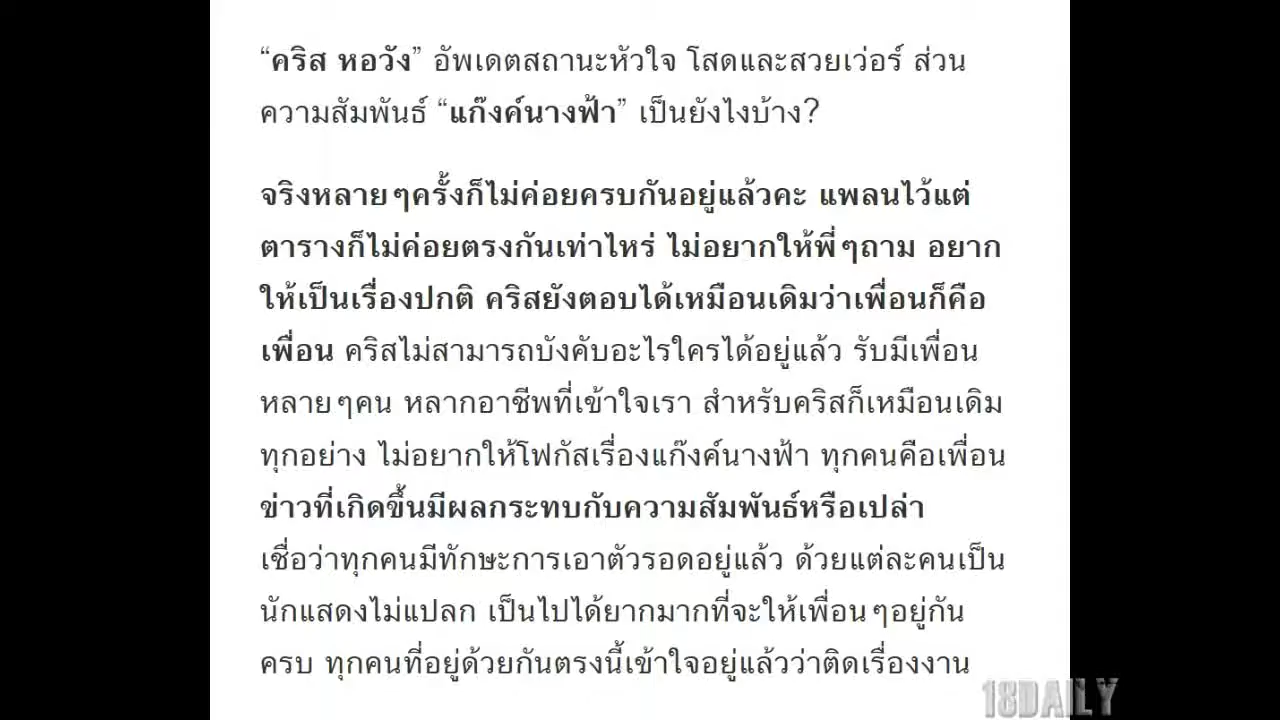 “คริส หอวัง” อัพเดตสถานะหัวใจ โสดและสวยเว่อร์ ส่วน
ความสัมพันธ์ “แก๊งค์นางฟ้า” เป็นยังไงบ้าง?
จริงหลายๆครั้งก็ไม่ค่อยครบกันอยู่แล้วคะ แพลนไว้แต่
ตารางก็ไม่ค่อยตรงกันเท่าไหร่ ไม่อยากให้พี่ๆถาม อยาก
ให้เป็นเรื่องปกติ คริสยังตอบได้เหมือนเดิมว่าเพื่อนก็คือ
เพื่อน คริสไม่สามารถบังคับอะไรใครได้อยู่แล้ว รับมีเพื่อน
หลายๆคน หลากอาชีพที่เข้าใจเรา สำหรับคริสก็เหมือนเดิม
ทุกอย่าง ไม่อยากให้โฟกัสเรื่องแก๊งค์นางฟ้า ทุกคนคือเพื่อน
ข่าวที่เกิดขึ้นมีผลกระทบกับความสัมพันธ์หรือเปล่า
เชื่อว่าทุกคนมีทักษะการเอาตัวรอดอยู่แล้ว ด้วยแต่ละคนเป็น
นักแสดงไม่แปลก เป็นไปได้ยากมากที่จะให้เพื่อนๆอยู่กัน
ครบ ทุกคนที่อยู่ด้วยกันตรงนี้เข้าใจอยู่แล้วว่าติดเรื่องงาน
18DAILY